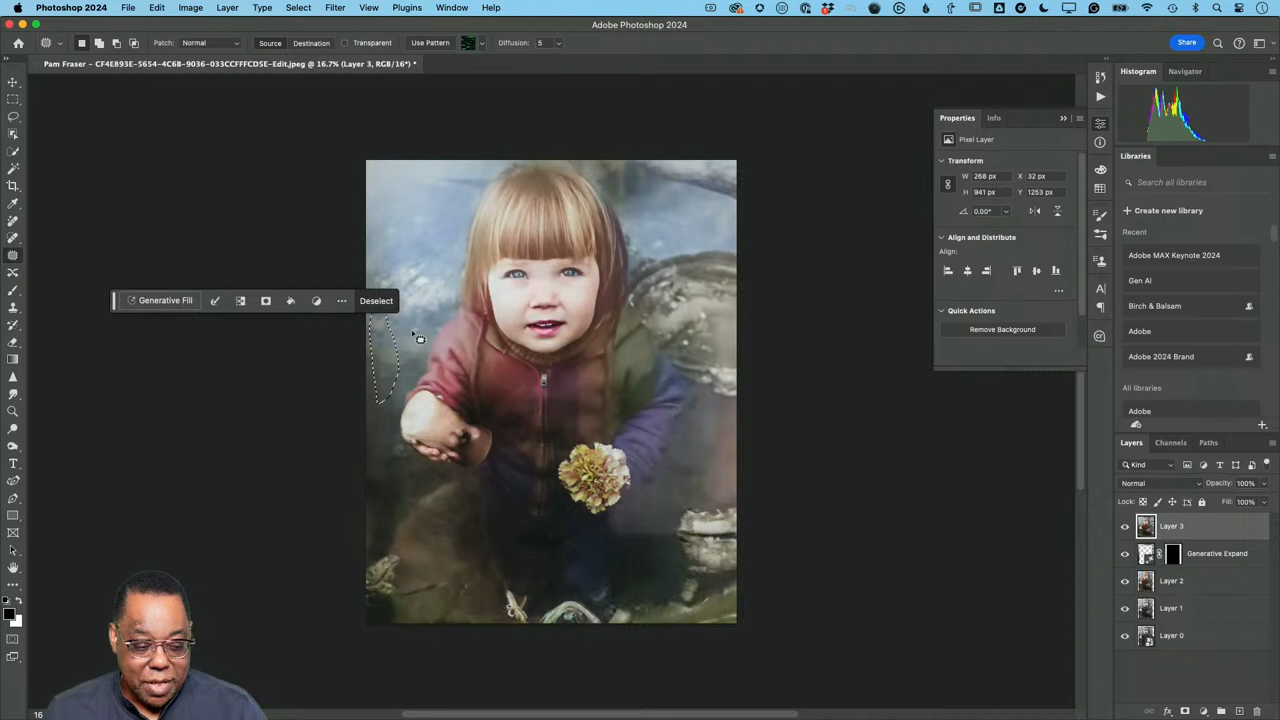 Photoshop 2024 File Edit Image Layer Type Select Filter View Plugins Window Help
Adobe Photoshop 2024
Patch: Normal Source Destination Transparent Use Pattern Diffusion: 5 Share
Pam Fraser – CF4E893E-5654-4C6B-9036-033CCFFFCD5E-Edit.jpeg @ 16.7% (Layer 3, RGB/16*) *
Histogram Navigator
Properties Info
Pixel Layer
Transform
W 268 px X 32 px
H 941 px Y 1253 px
0.00°
Align and Distribute
Align:
Quick Actions
Remove Background
Generative Fill Deselect
Libraries
Search all libraries
Create new library
Recent
Adobe MAX Keynote 2024
Gen AI
Birch & Balsam
Adobe
Adobe 2024 Brand
All libraries
Adobe
Layers Channels Paths
Kind
Normal Opacity: 100%
Lock: Fill: 100%
Layer 3
Generative Expand
Layer 2
Layer 1
Layer 0
16